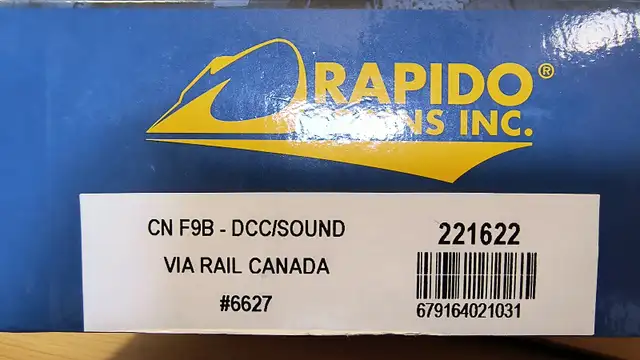 RAPIDO®
INC.
CN F9B - DCC/SOUND
VIA RAIL CANADA
#6627
221622
679164021031